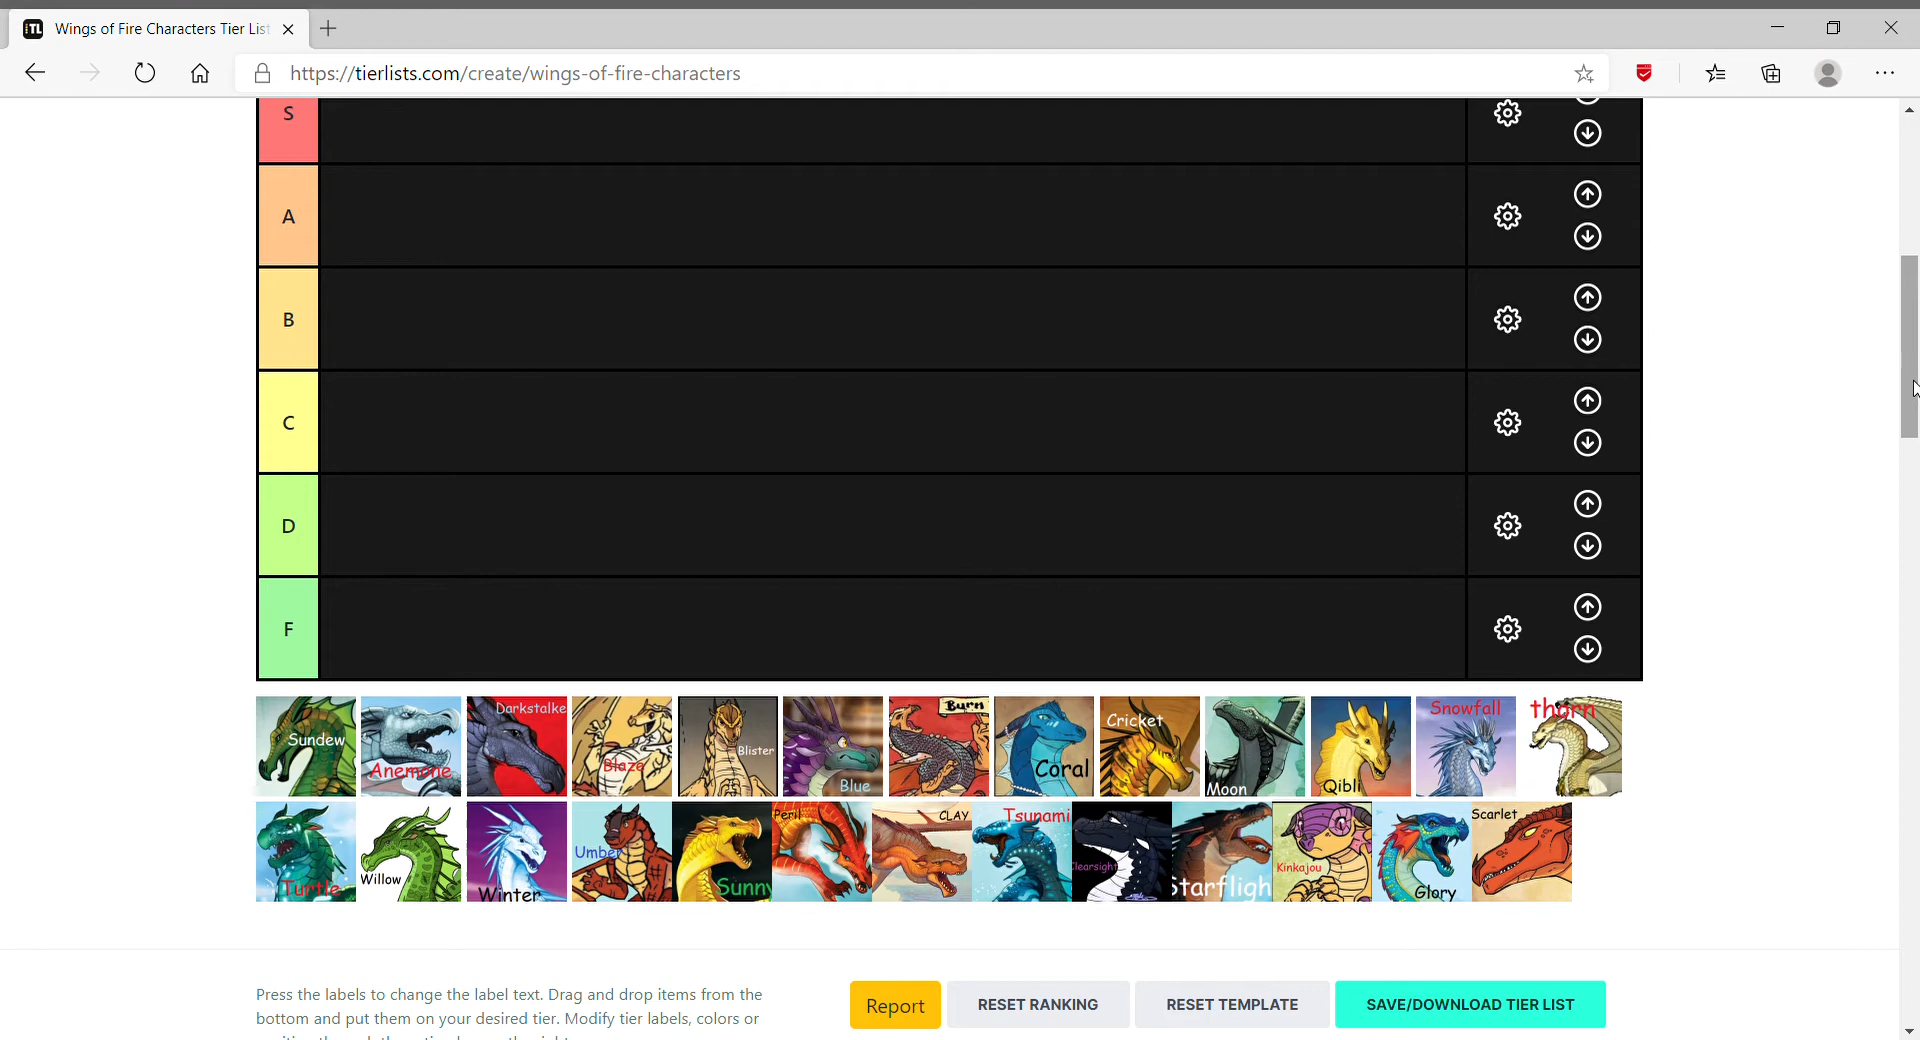 Wings of Fire Characters Tier List
https://tierlists.com/create/wings-of-fire-characters
S
A
B
C
D
F
Sundew
Anemone
Darkstalke
Blaze
Blister
Blue
Burn
Coral
Cricket
Moon
Qibli
Snowfall
thorn
Turtle
Willow
Winter
Umber
Sunny
Peril
CLAY
Tsunami
Clearsight
Starfligh
Kinkajou
Glory
Scarlet
Press the labels to change the label text. Drag and drop items from the
bottom and put them on your desired tier. Modify tier labels, colors or
Report
RESET RANKING
RESET TEMPLATE
SAVE/DOWNLOAD TIER LIST